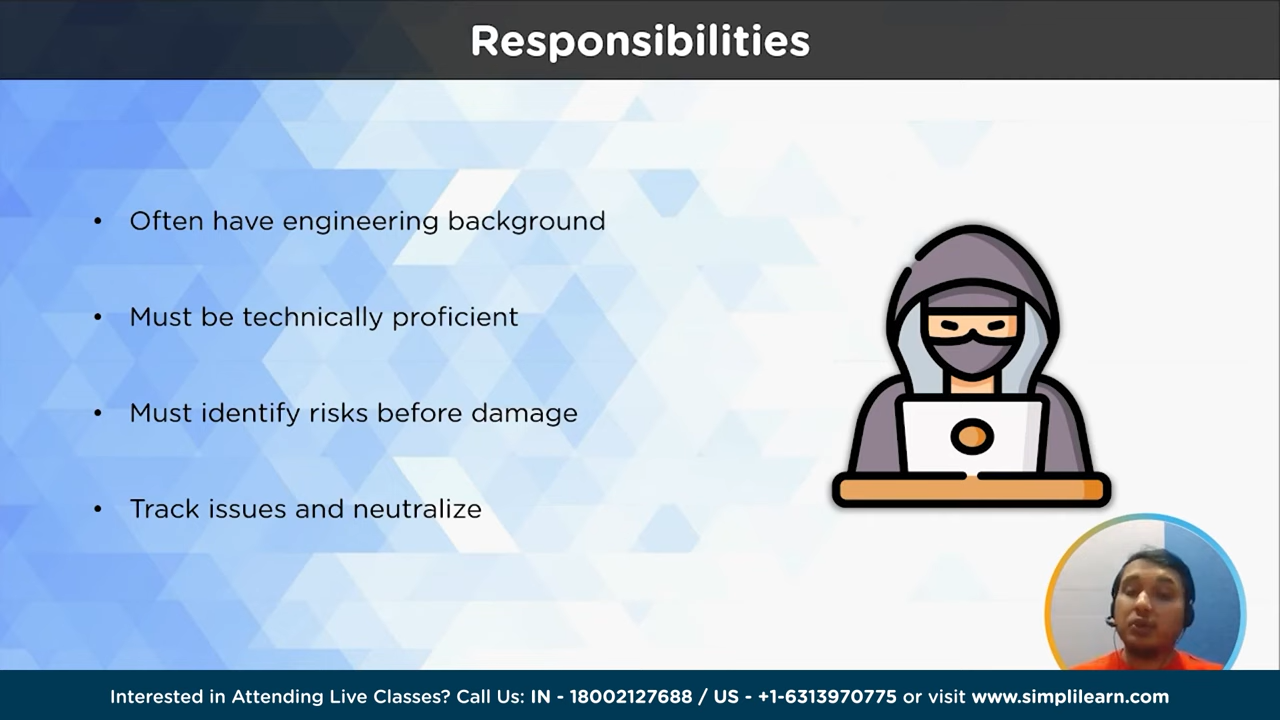 Responsibilities
• Often have engineering background
• Must be technically proficient
• Must identify risks before damage
• Track issues and neutralize
Interested in Attending Live Classes? Call Us: IN - 18002127688 / US - +1-6313970775 or visit www.simplilearn.com